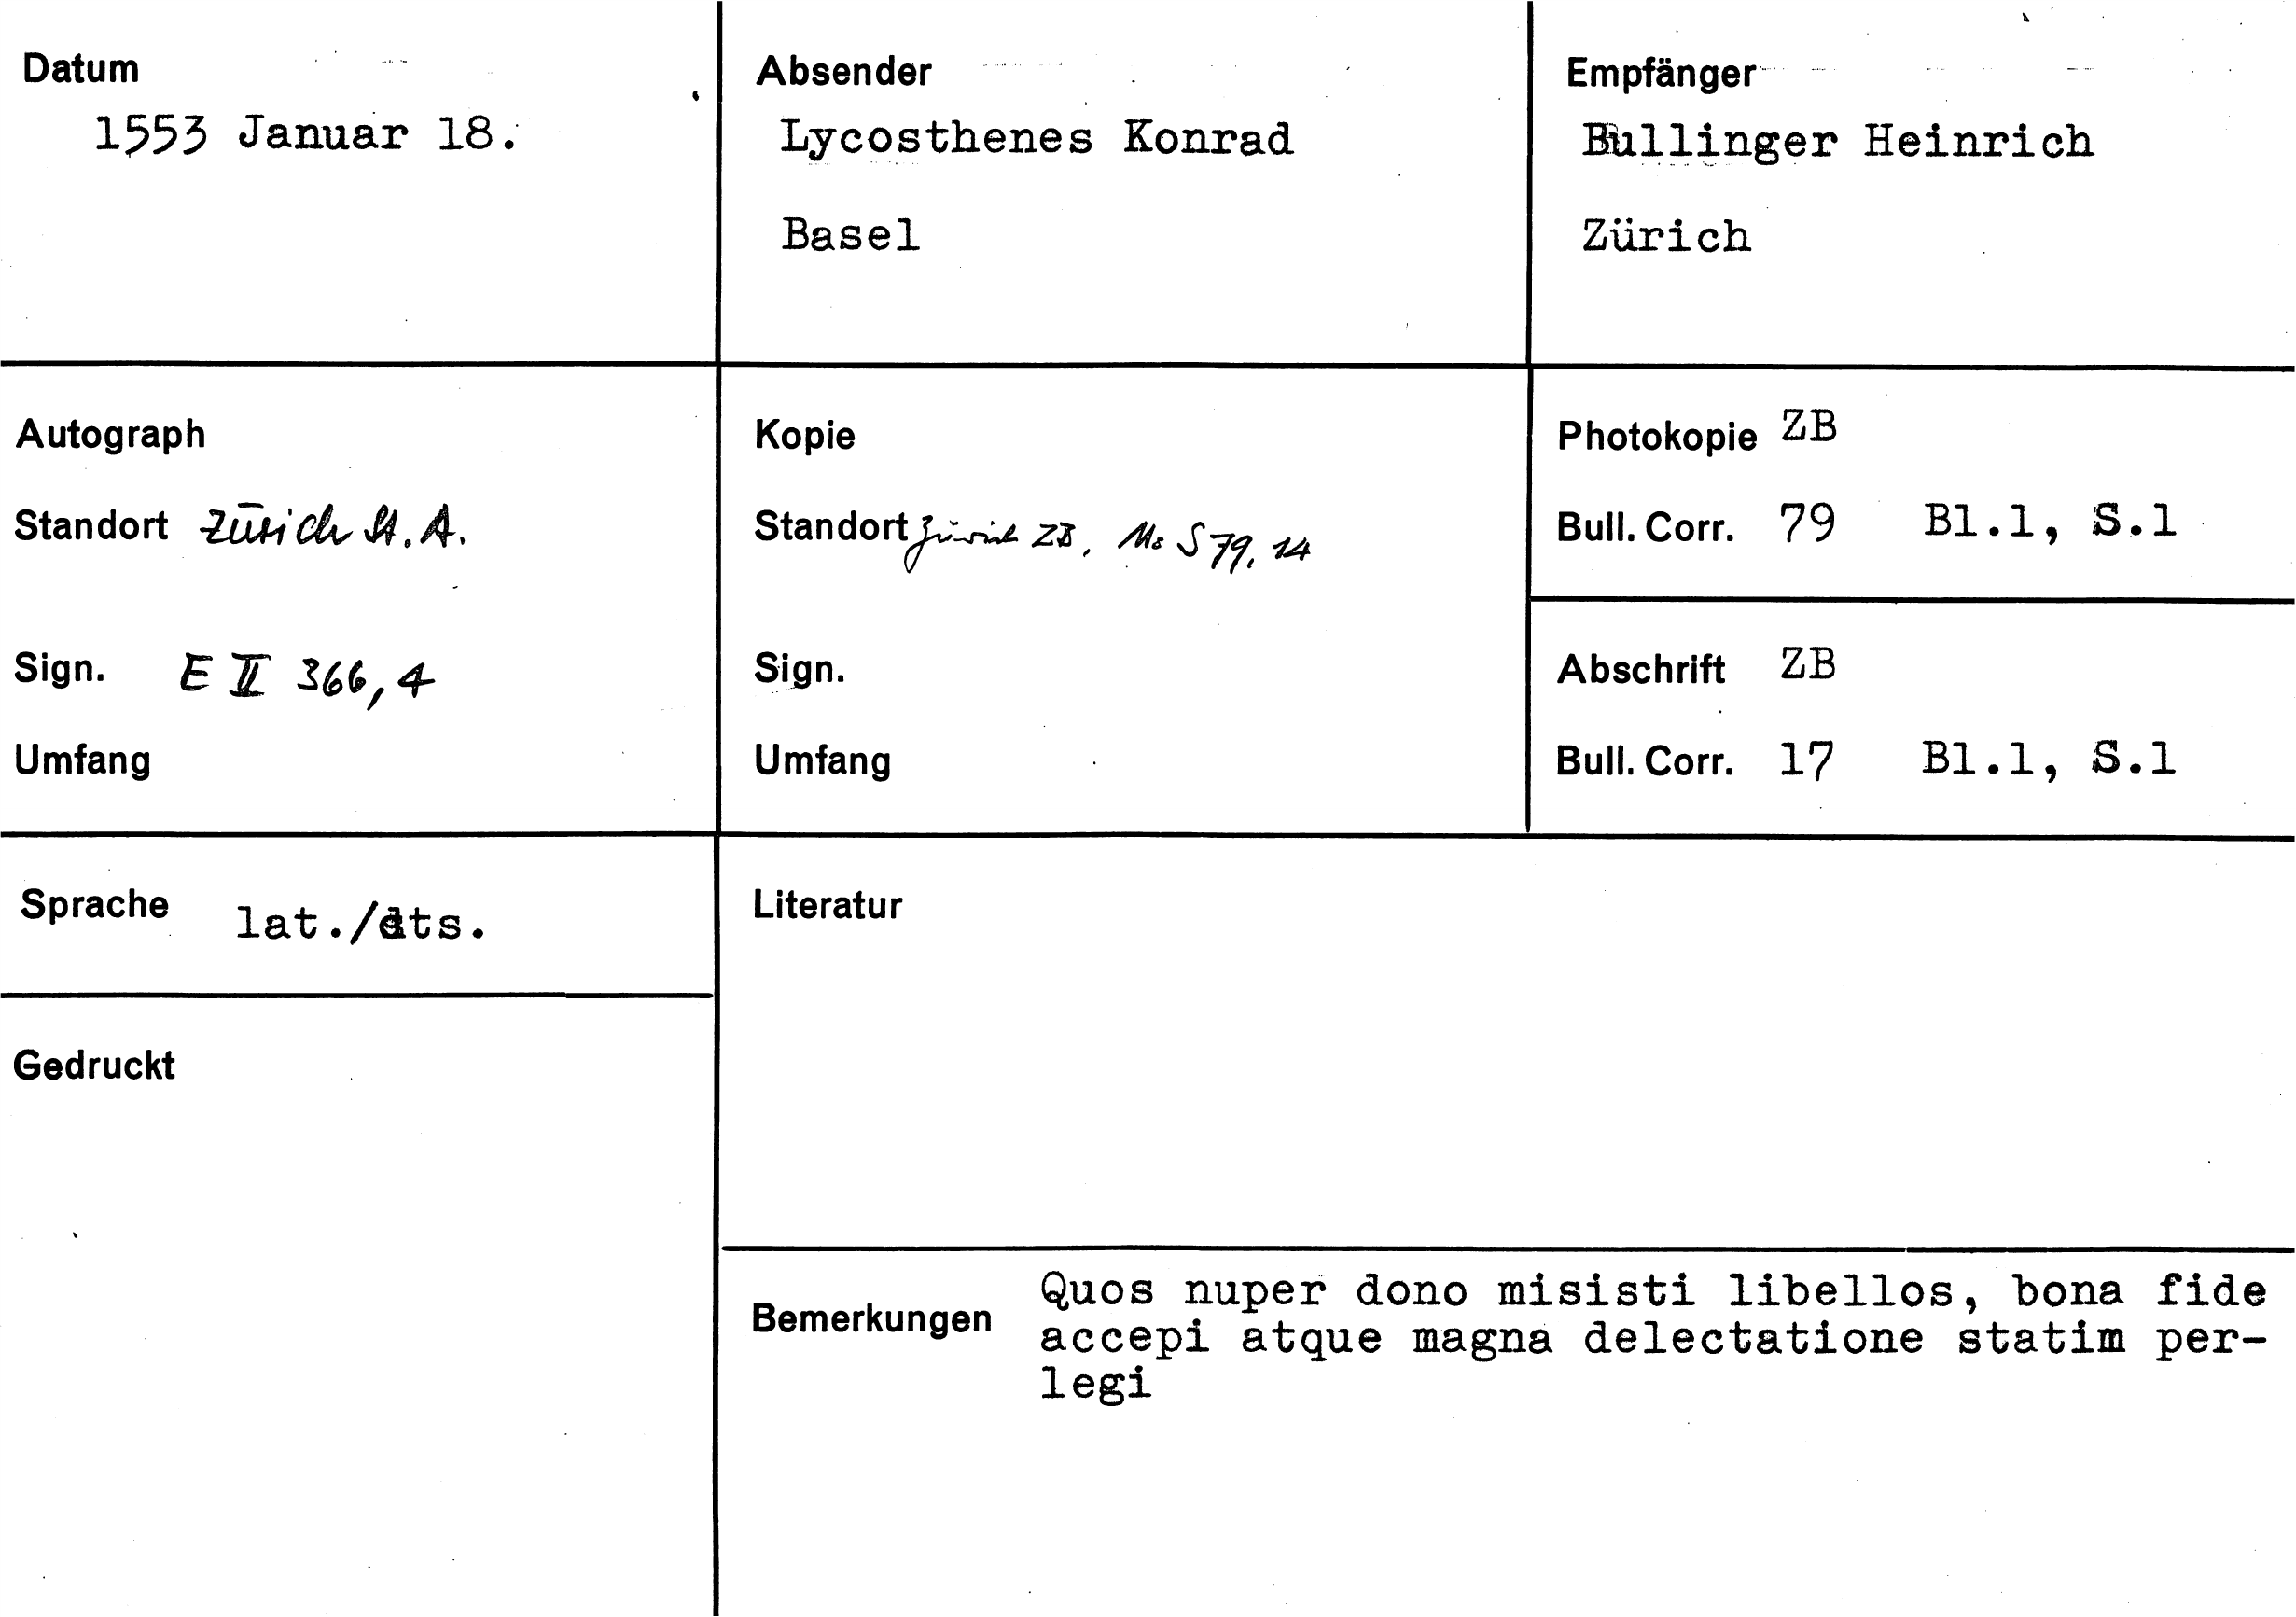 Datum
1553 Januar 18.
Absender
Lycosthenes Konrad
Basel
Empfänger
Bullinger Heinrich
Zürich
Autograph
Standort Zürich St. A.
Sign. E II 366, 4
Umfang
Kopie
Standort Zürich ZB, Ms S 79, 14
Sign.
Umfang
Photokopie ZB
Bull. Corr. 79 Bl.1, S.1
Abschrift ZB
Bull. Corr. 17 Bl.1, S.1
Sprache lat./dts.
Gedruckt
Literatur
Bemerkungen
Quos nuper dono misisti libellos, bona fide
accepi atque magna delectatione statim per-
legi